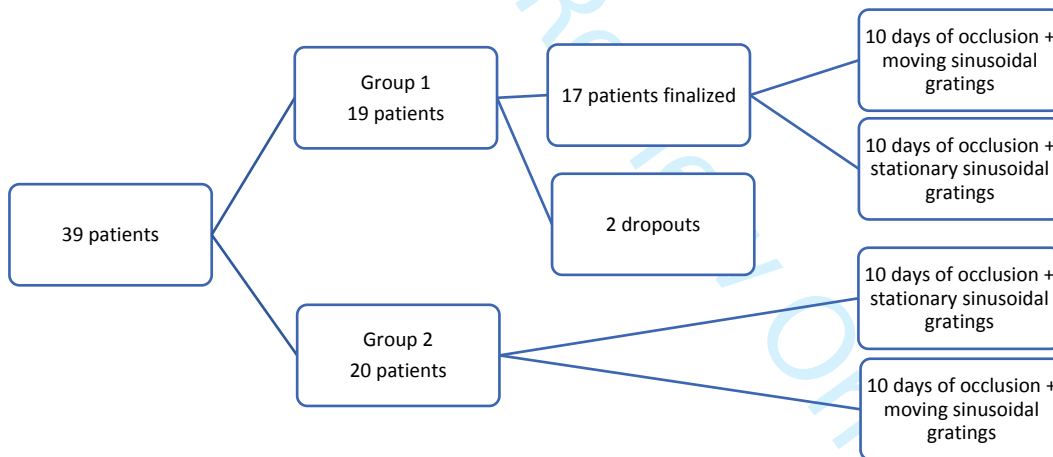 39 patients
Group 1
19 patients
17 patients finalized
2 dropouts
10 days of occlusion +
moving sinusoidal
gratings
10 days of occlusion +
stationary sinusoidal
gratings
Group 2
20 patients
10 days of occlusion +
stationary sinusoidal
gratings
10 days of occlusion +
moving sinusoidal
gratings